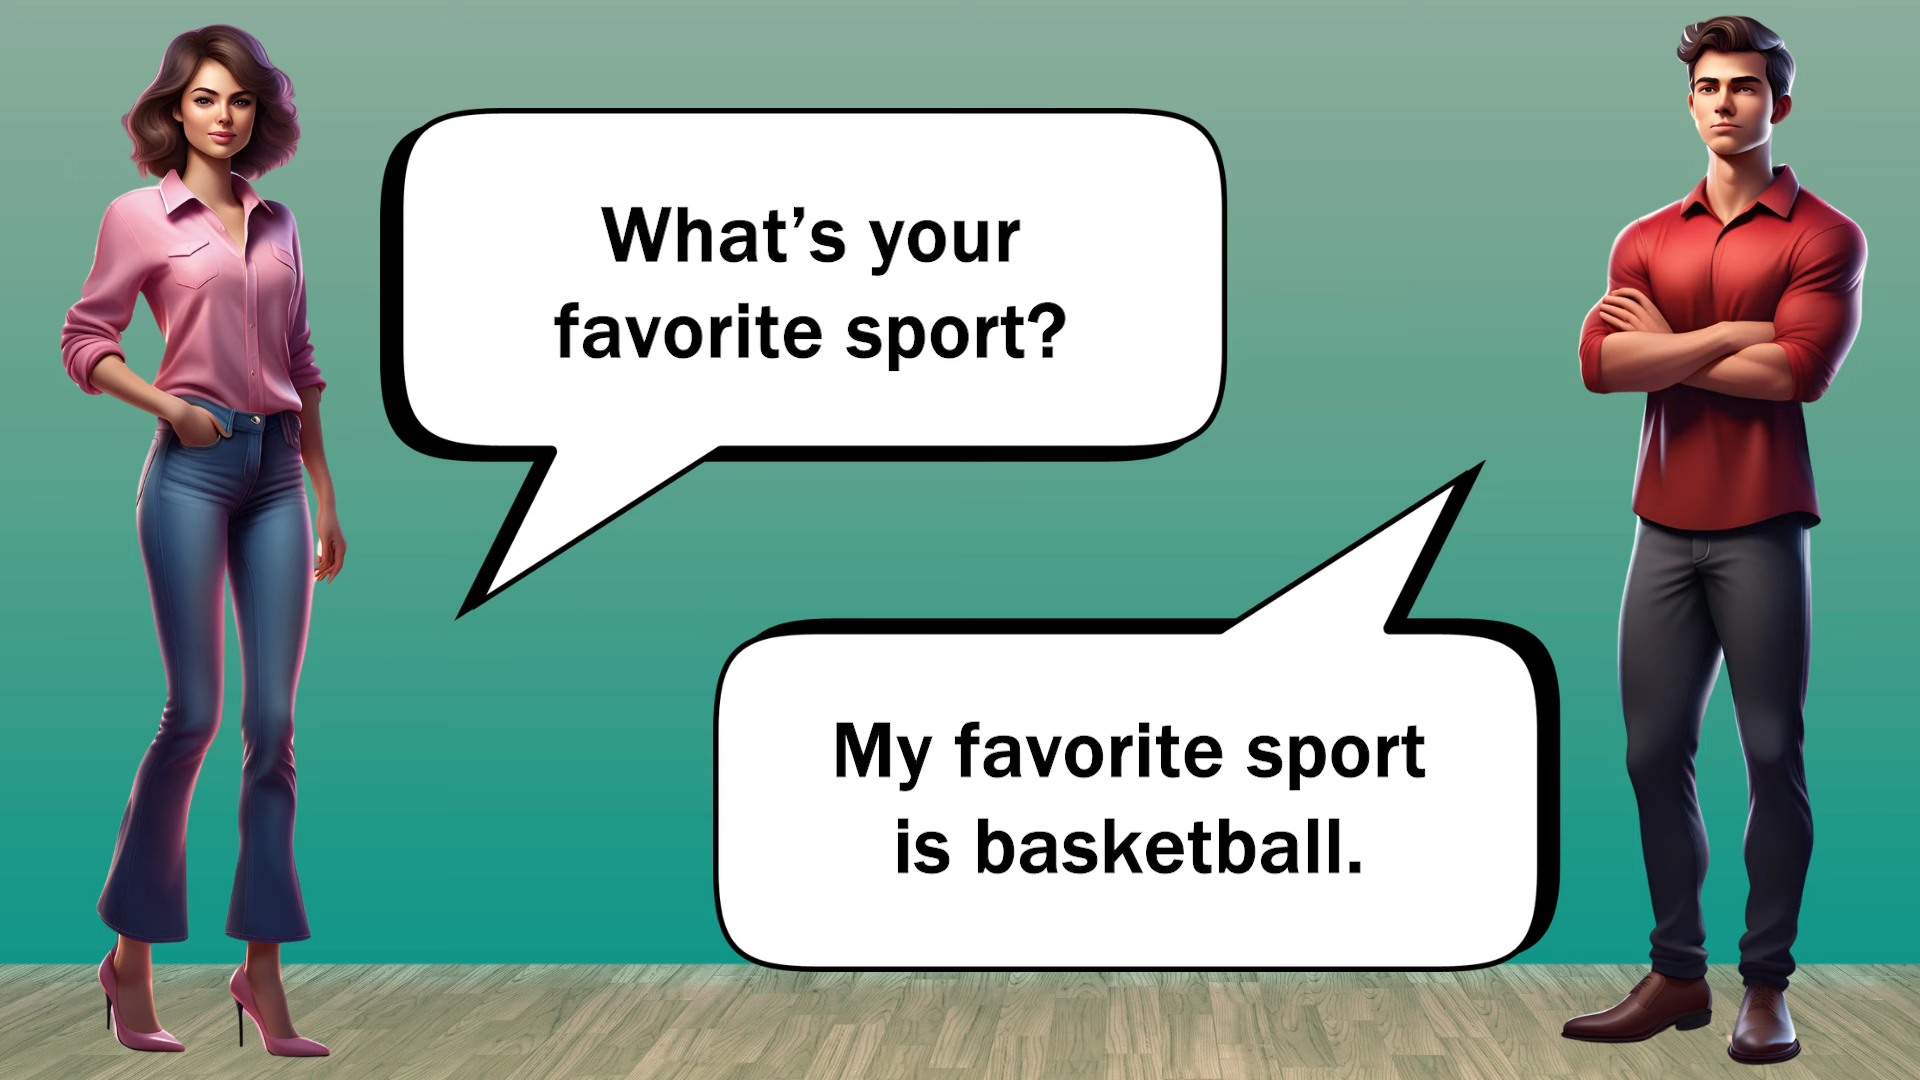 What’s your
favorite sport?
My favorite sport
is basketball.